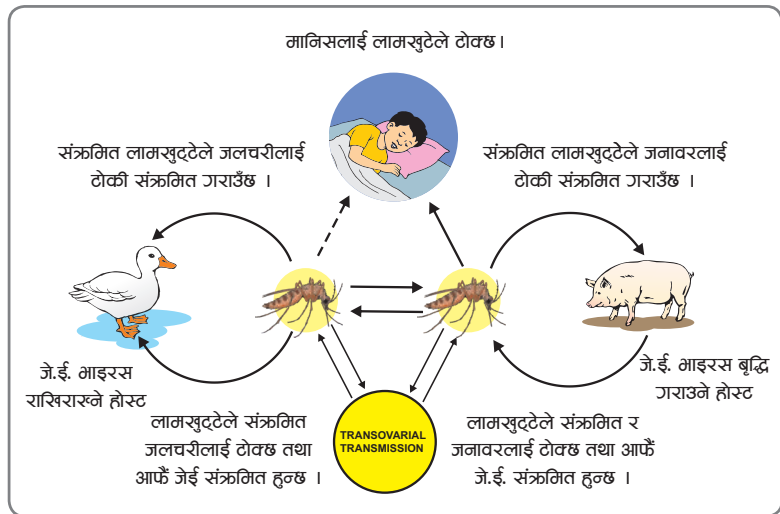 मानिसलाई लामखुटेले टोक्छ।
संक्रमित लामखुट्टेले जलचरीलाई
टोकी संक्रमित गराउँछ ।
संक्रमित लामखुट्टेले जनावरलाई
टोकी संक्रमित गराउँछ ।
जे.ई. भाइरस
राखिराख्ने होस्ट
जे.ई. भाइरस बृद्धि
गराउने होस्ट
लामखुट्टेले संक्रमित
जलचरीलाई टोक्छ तथा
आफैं जेई संक्रमित हुन्छ ।
TRANSOVARIAL
TRANSMISSION
लामखुट्टेले संक्रमित र
जनावरलाई टोक्छ तथा आफैं
जे.ई. संक्रमित हुन्छ ।